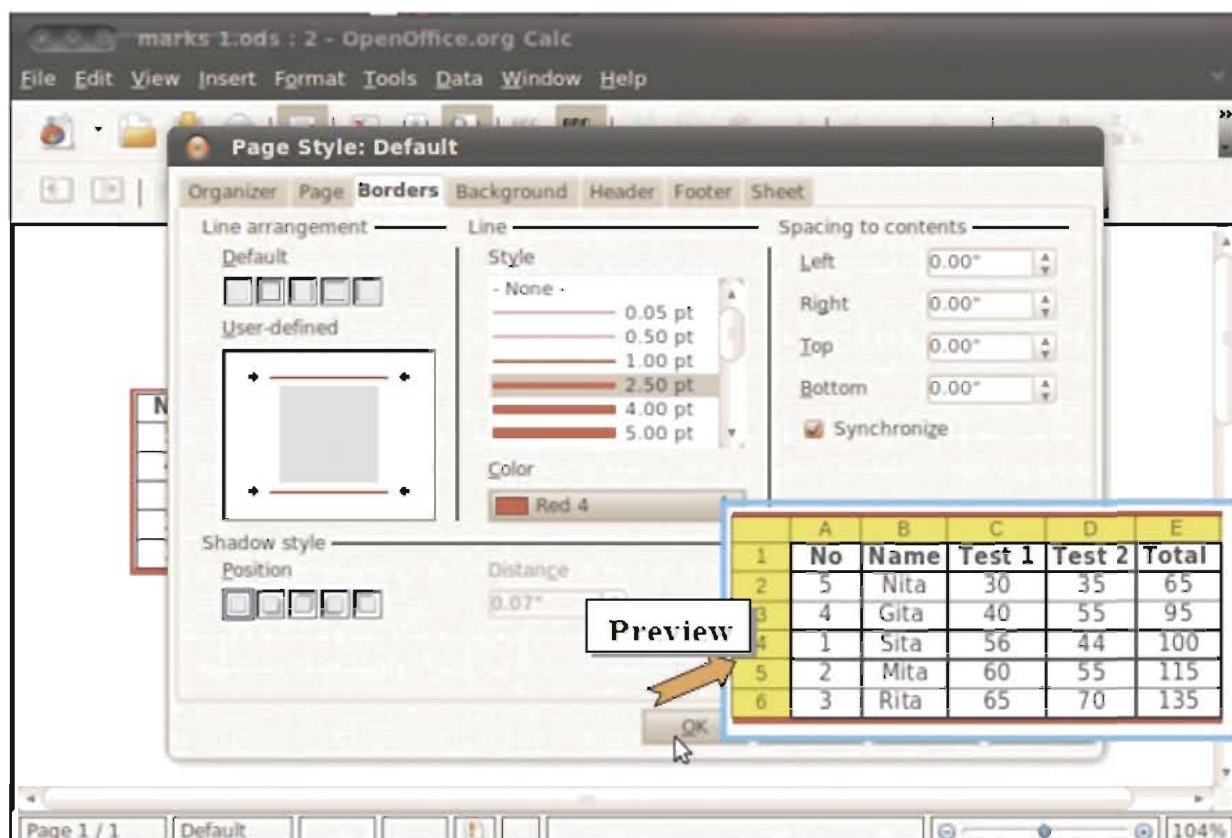 marks 1.ods : 2 - OpenOffice.org Calc
File Edit View Insert Format Tools Data Window Help
Page Style: Default
Organizer Page Borders Background Header Footer Sheet
Line arrangement
Default
User-defined
Line
Style
- None -
0.05 pt
0.50 pt
1.00 pt
2.50 pt
4.00 pt
5.00 pt
Color
Red 4
Spacing to contents
Left 0.00"
Right 0.00"
Top 0.00"
Bottom 0.00"
Synchronize
Shadow style
Position
Distance
0.07"
N
Preview
A B C D E
1 No Name Test 1 Test 2 Total
2 5 Nita 30 35 65
3 4 Gita 40 55 95
4 1 Sita 56 44 100
5 2 Mita 60 55 115
6 3 Rita 65 70 135
OK
Page 1 / 1 Default 104%